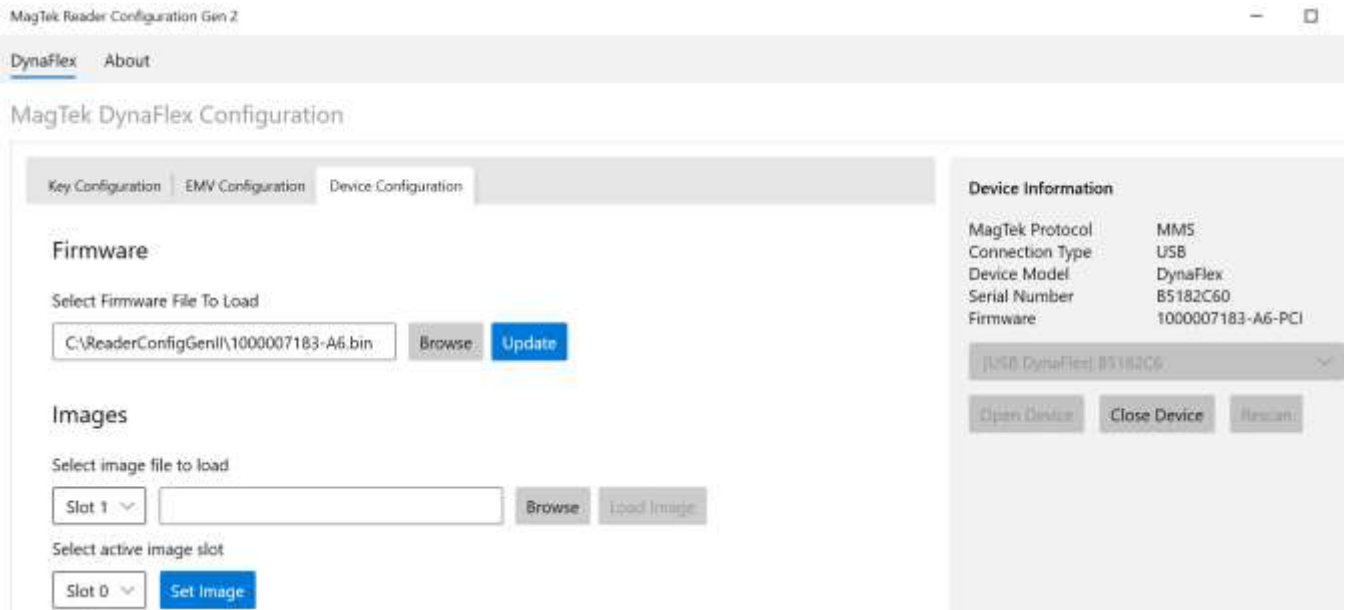 MagTek Reader Configuration Gen 2
DynaFlex About
MagTek DynaFlex Configuration
Key Configuration EMV Configuration Device Configuration
Firmware
Select Firmware File To Load
C:\ReaderConfigGenII\1000007183-A6.bin Browse Update
Images
Select image file to load
Slot 1 Browse Load Image
Select active image slot
Slot 0 Set Image
Device Information
MagTek Protocol MMS
Connection Type USB
Device Model DynaFlex
Serial Number B5182C60
Firmware 1000007183-A6-PCI
[USB DynaFlex] B5182C6
Open Device Close Device Rescan